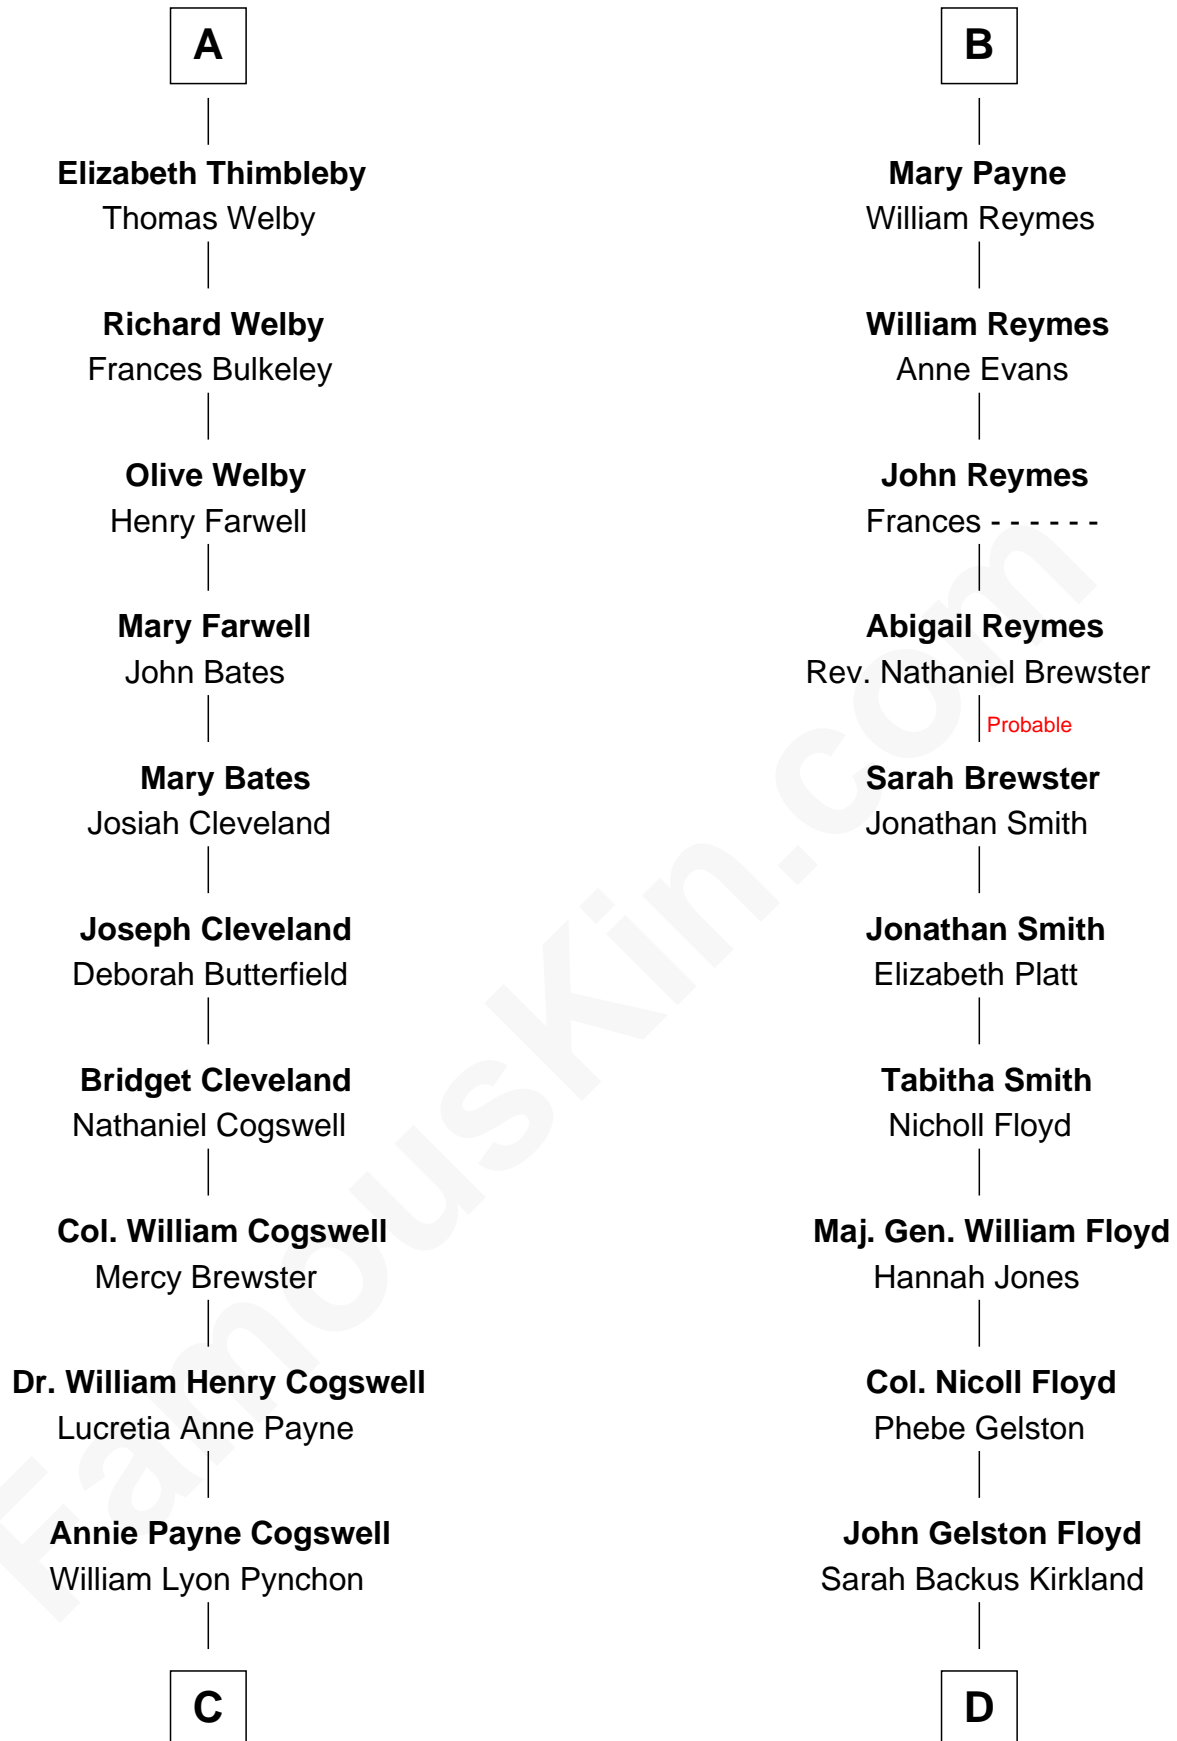 A
Elizabeth Thimbleby
Thomas Welby
Richard Welby
Frances Bulkeley
Olive Welby
Henry Farwell
Mary Farwell
John Bates
Mary Bates
Josiah Cleveland
Joseph Cleveland
Deborah Butterfield
Bridget Cleveland
Nathaniel Cogswell
Col. William Cogswell
Mercy Brewster
Dr. William Henry Cogswell
Lucretia Anne Payne
Annie Payne Cogswell
William Lyon Pynchon
C
B
Mary Payne
William Reymes
William Reymes
Anne Evans
John Reymes
Frances - - - - - -
Abigail Reymes
Rev. Nathaniel Brewster
Probable
Sarah Brewster
Jonathan Smith
Jonathan Smith
Elizabeth Platt
Tabitha Smith
Nicholl Floyd
Maj. Gen. William Floyd
Hannah Jones
Col. Nicoll Floyd
Phebe Gelston
John Gelston Floyd
Sarah Backus Kirkland
D
FamousKin.com